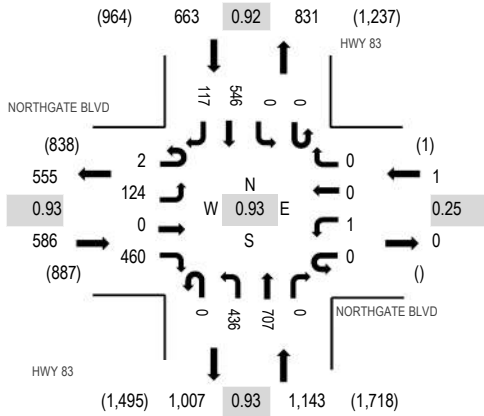 (964) 663 0.92 831 (1,237)
HWY 83
117 546 0 0
NORTHGATE BLVD
(838) 2 0 (1)
555 124 0 1
N
0.93 W 0.93 E 0.25
S
586 0 1 0
(887) 460 0 ()
0 436 707 0
NORTHGATE BLVD
HWY 83
(1,495) 1,007 0.93 1,143 (1,718)